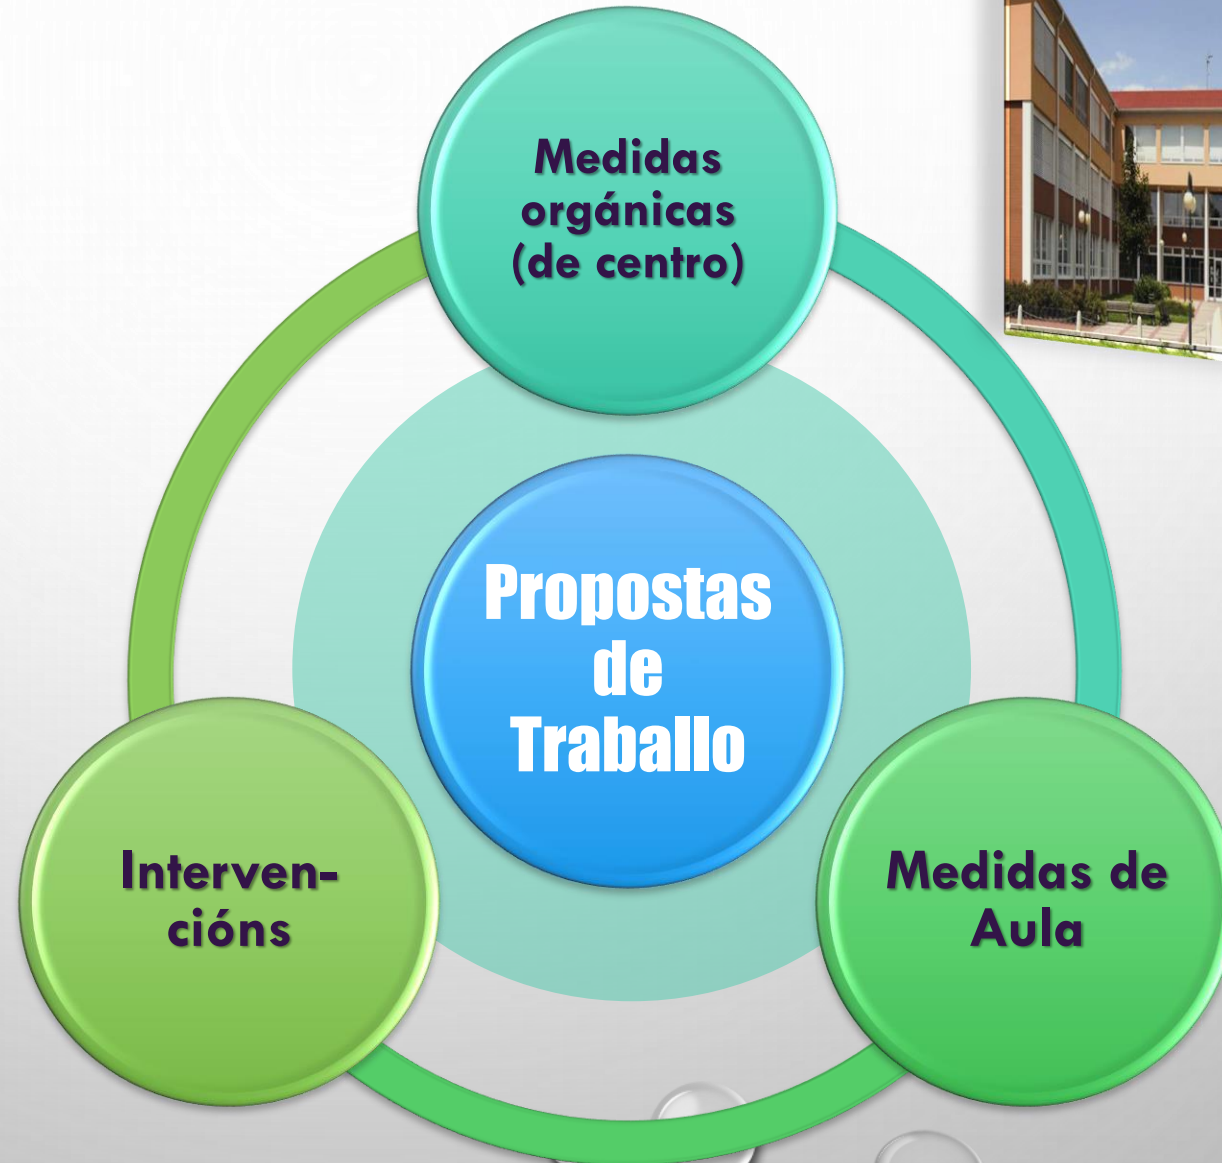 Medidas
orgánicas
(de centro)
Propostas
de
Traballo
Interven-
cións
Medidas de
Aula